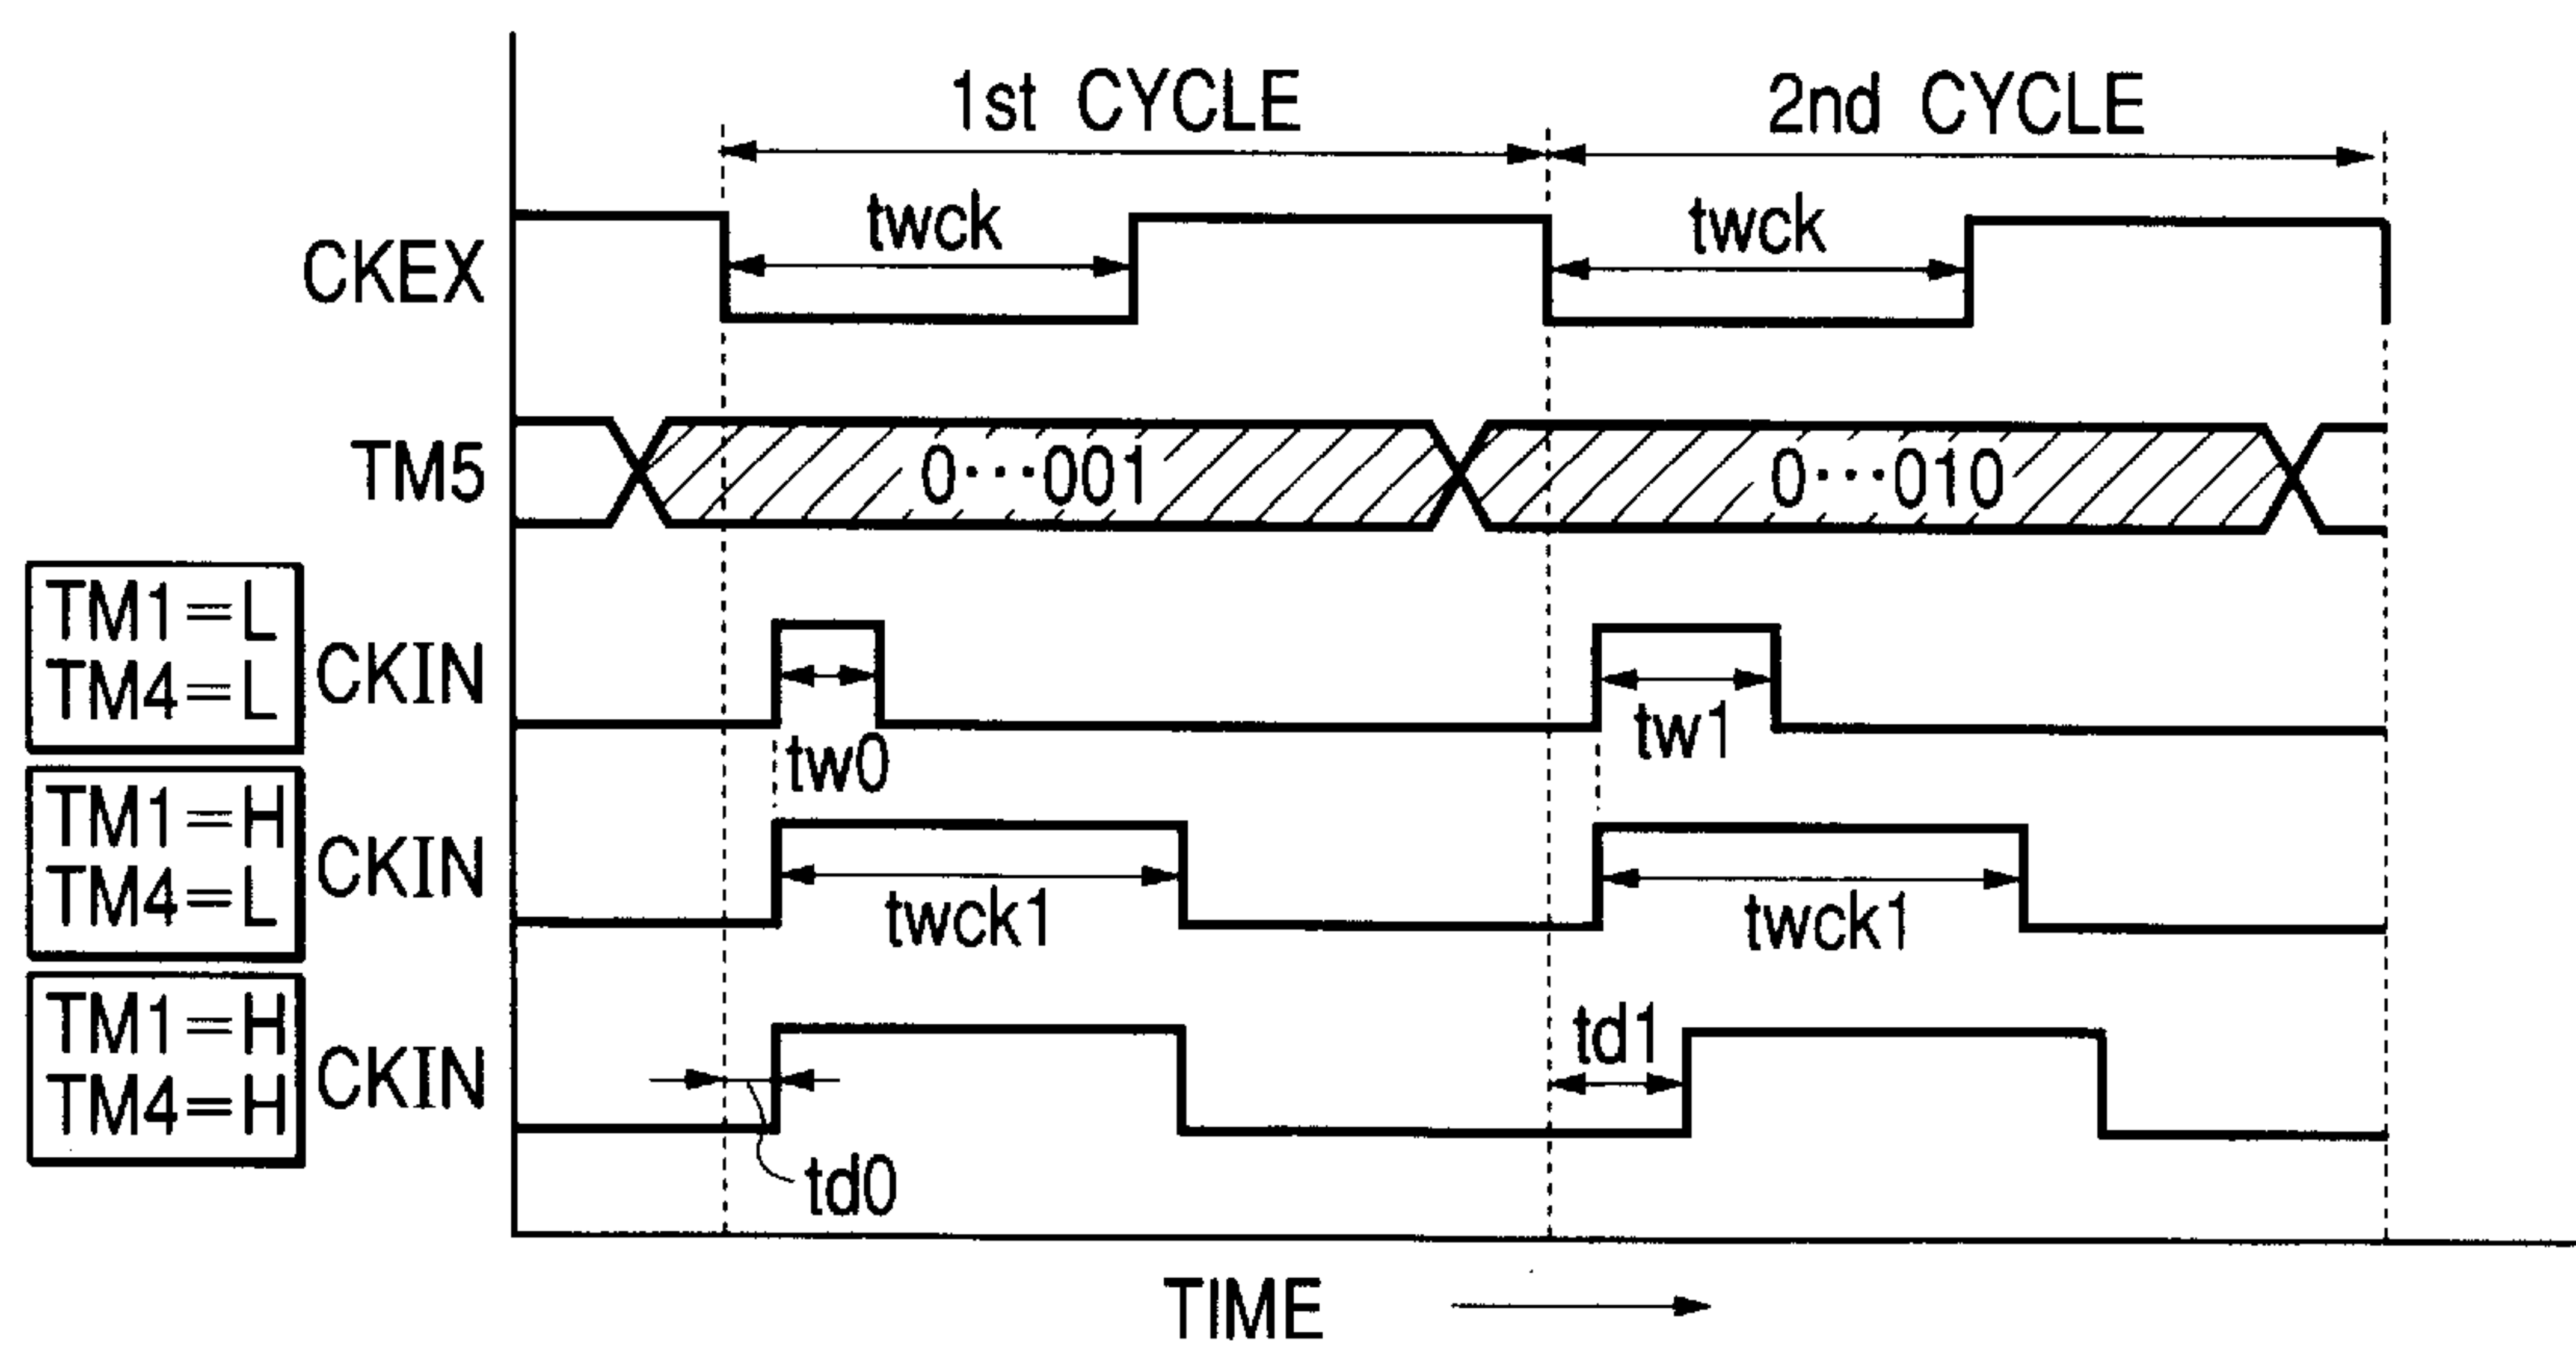 1st CYCLE
2nd CYCLE
CKEX
twck
twck
TM5
0···001
0···010
TM1=L
TM4=L
CKIN
tw0
tw1
TM1=H
TM4=L
CKIN
twck1
twck1
TM1=H
TM4=H
CKIN
td0
td1
TIME